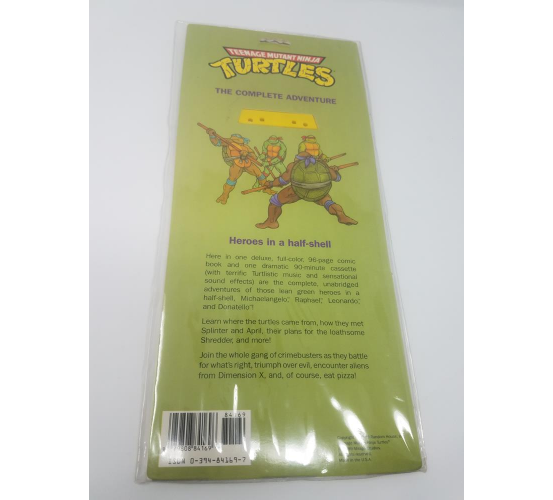 TEENAGE MUTANT NINJA
TURTLES
THE COMPLETE ADVENTURE
Heroes in a half-shell
Here in one deluxe, full-color, 96-page comic
book and one dramatic 90-minute cassette
(with terrific Turtlistic music and sensational
sound effects) are the complete, unabridged
adventures of those lean green heroes in a
half-shell, Michaelangelo, Raphael, Leonardo,
and Donatello!
Learn where the turtles came from, how they met
Splinter and April, their plans for the loathsome
Shredder, and more!
Join the whole gang of crimebusters as they battle
for what's right, triumph over evil, encounter aliens
from Dimension X, and, of course, eat pizza!
84169
ISBN 0-394-84169-7